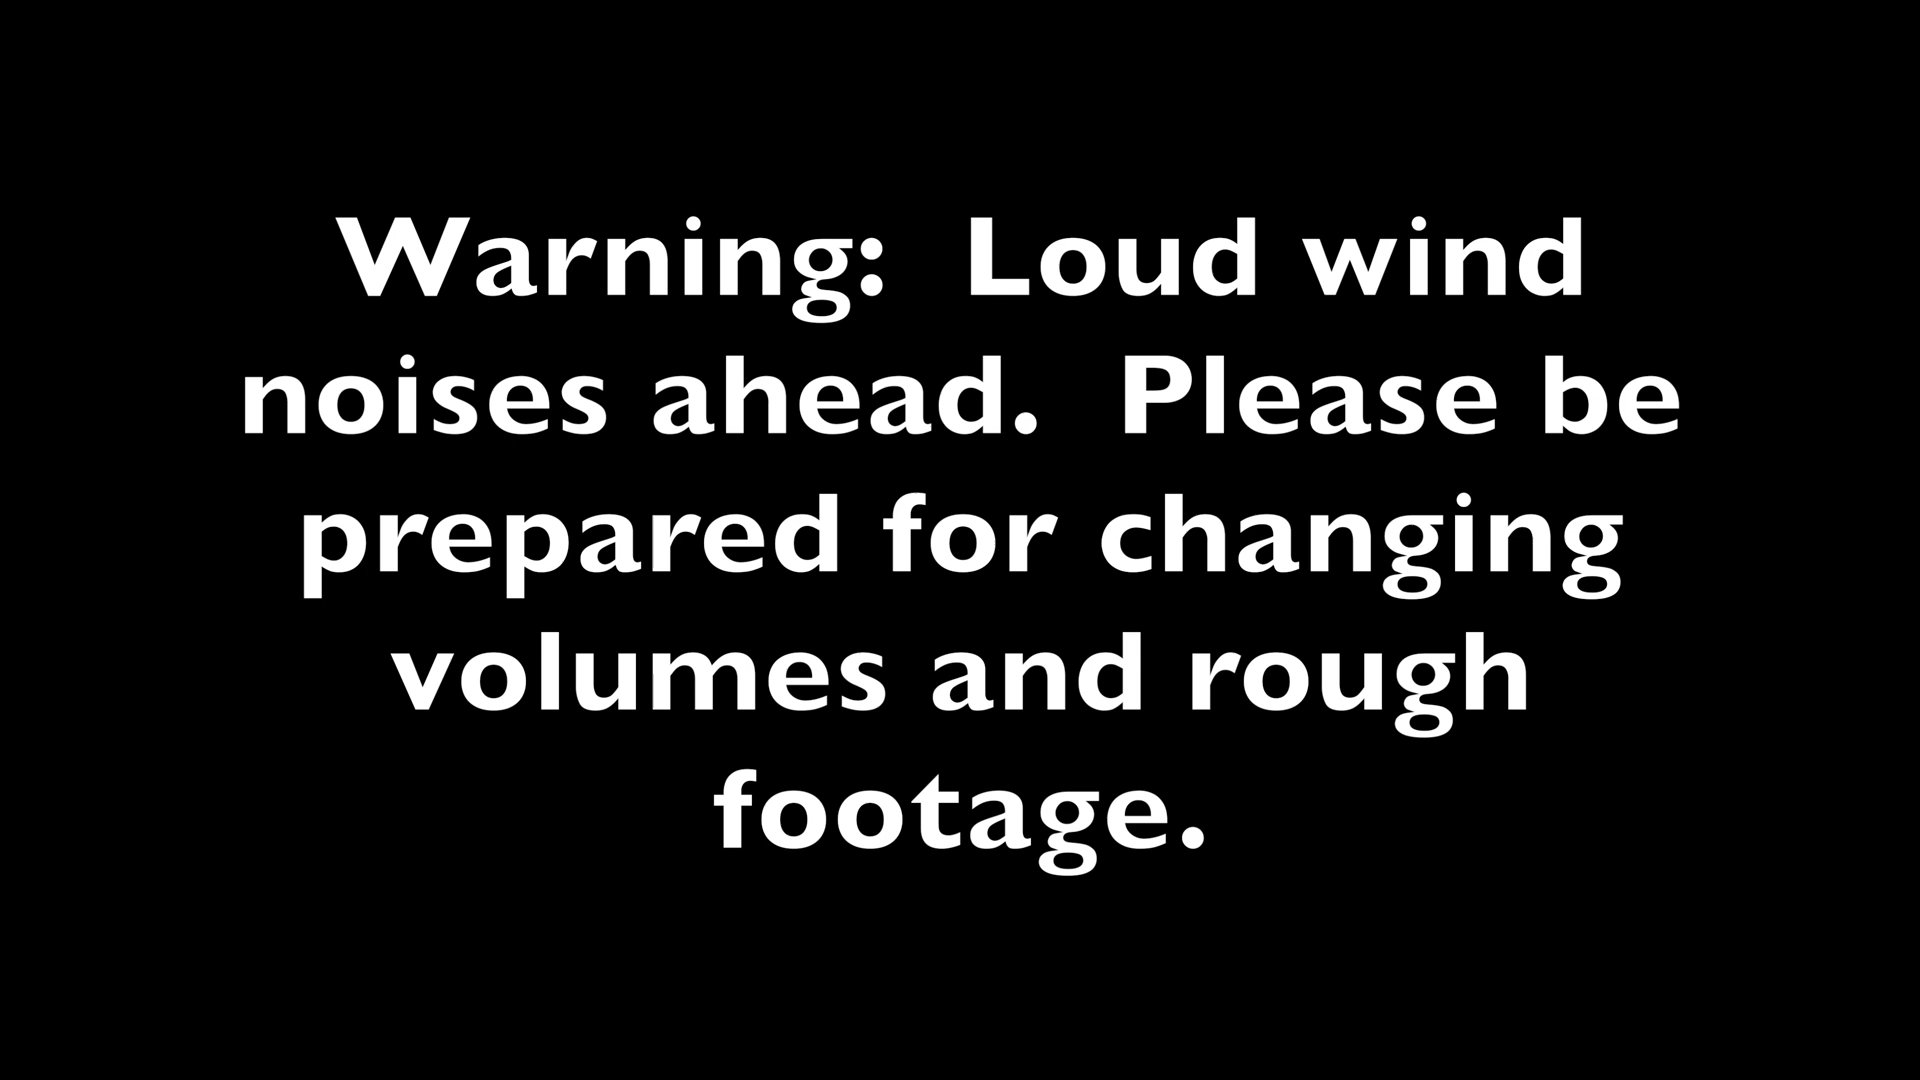 Warning:  Loud wind
noises ahead.  Please be
prepared for changing
volumes and rough
footage.